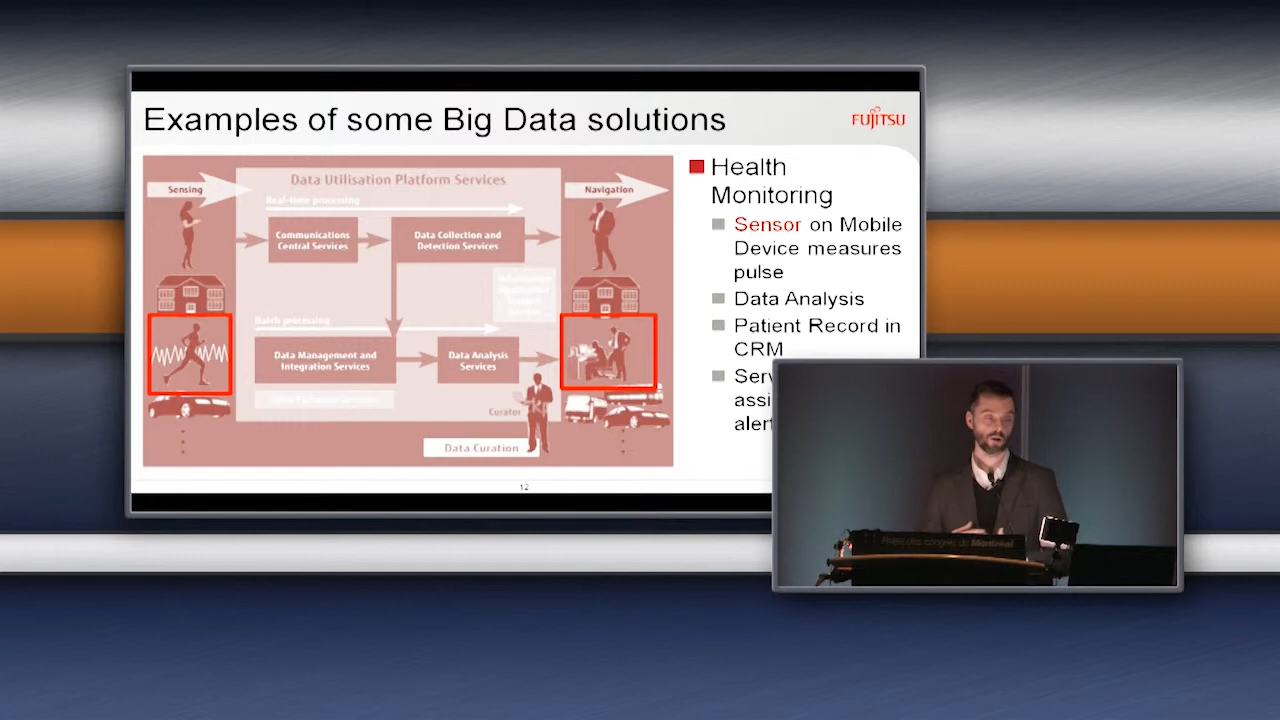 Examples of some Big Data solutions
FUJITSU
Sensing
Data Utilisation Platform Services
Navigation
Real-time processing
Communications
Central Services
Data Collection and
Detection Services
Batch processing
Data Management and
Integration Services
Data Analysis
Services
Curator
Data Curation
12
Health
Monitoring
Sensor on Mobile
Device measures
pulse
Data Analysis
Patient Record in
CRM
Palais des congrès de Montréal